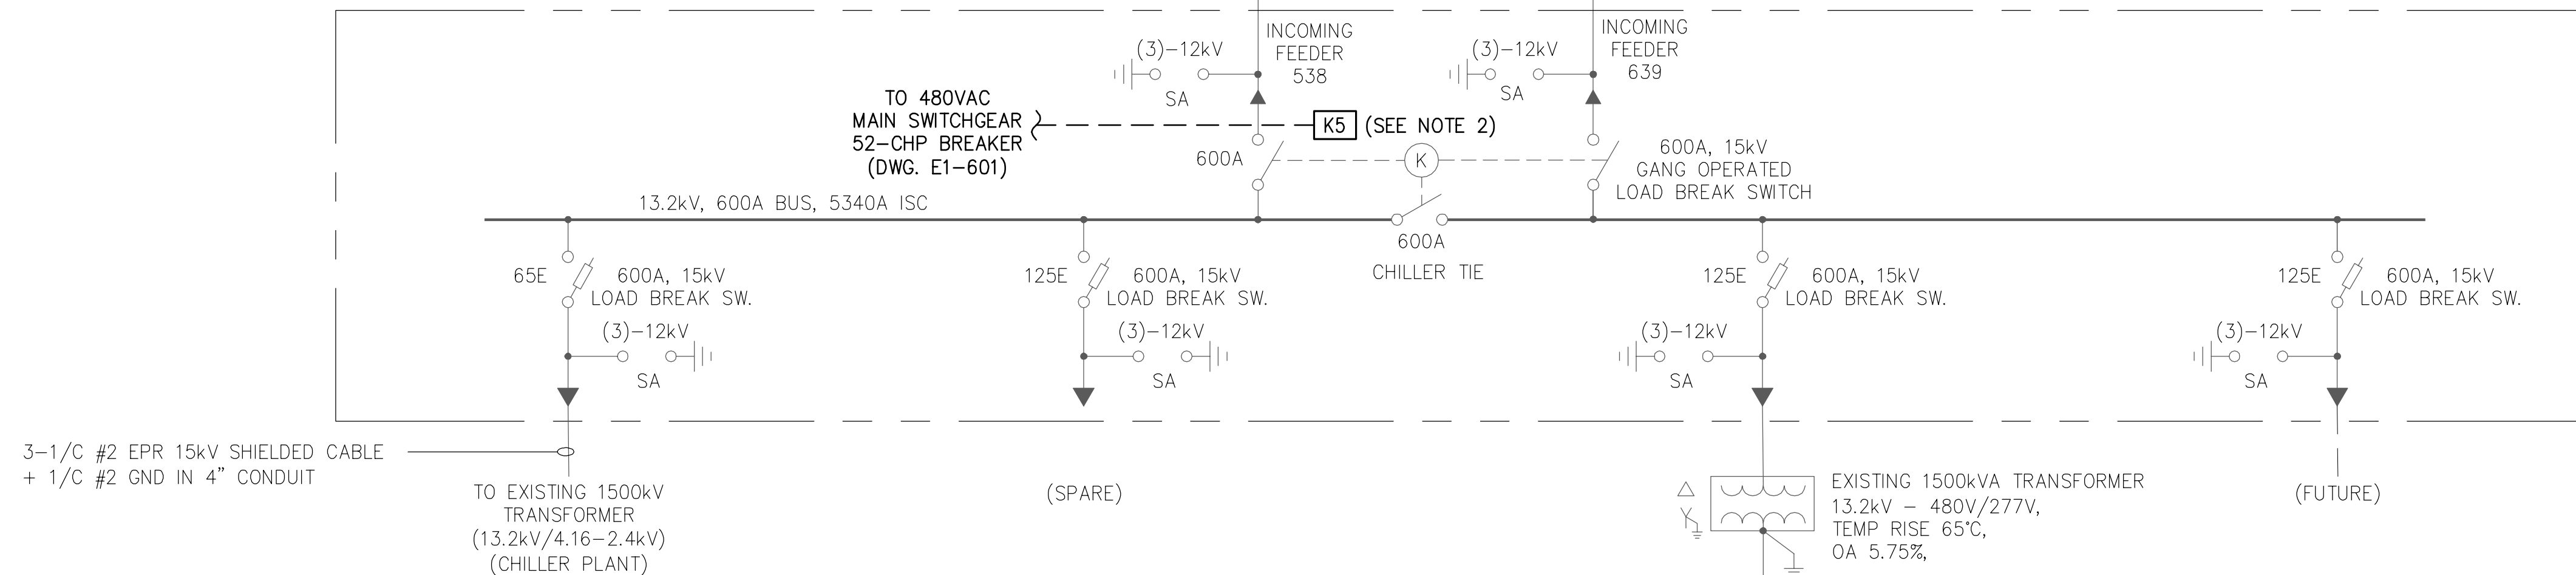 INCOMING
FEEDER
538
(3)-12kV
SA
INCOMING
FEEDER
639
(3)-12kV
SA
TO 480VAC
MAIN SWITCHGEAR
52-CHP BREAKER
(DWG. E1-601)
K5 (SEE NOTE 2)
600A
K
600A, 15kV
GANG OPERATED
LOAD BREAK SWITCH
13.2kV, 600A BUS, 5340A ISC
600A
CHILLER TIE
65E
600A, 15kV
LOAD BREAK SW.
(3)-12kV
SA
125E
600A, 15kV
LOAD BREAK SW.
(3)-12kV
SA
125E
600A, 15kV
LOAD BREAK SW.
(3)-12kV
SA
125E
600A, 15kV
LOAD BREAK SW.
(3)-12kV
SA
3-1/C #2 EPR 15kV SHIELDED CABLE
+ 1/C #2 GND IN 4" CONDUIT
TO EXISTING 1500kV
TRANSFORMER
(13.2kV/4.16-2.4kV)
(CHILLER PLANT)
(SPARE)
EXISTING 1500kVA TRANSFORMER
13.2kV - 480V/277V,
TEMP RISE 65°C,
OA 5.75%,
(FUTURE)